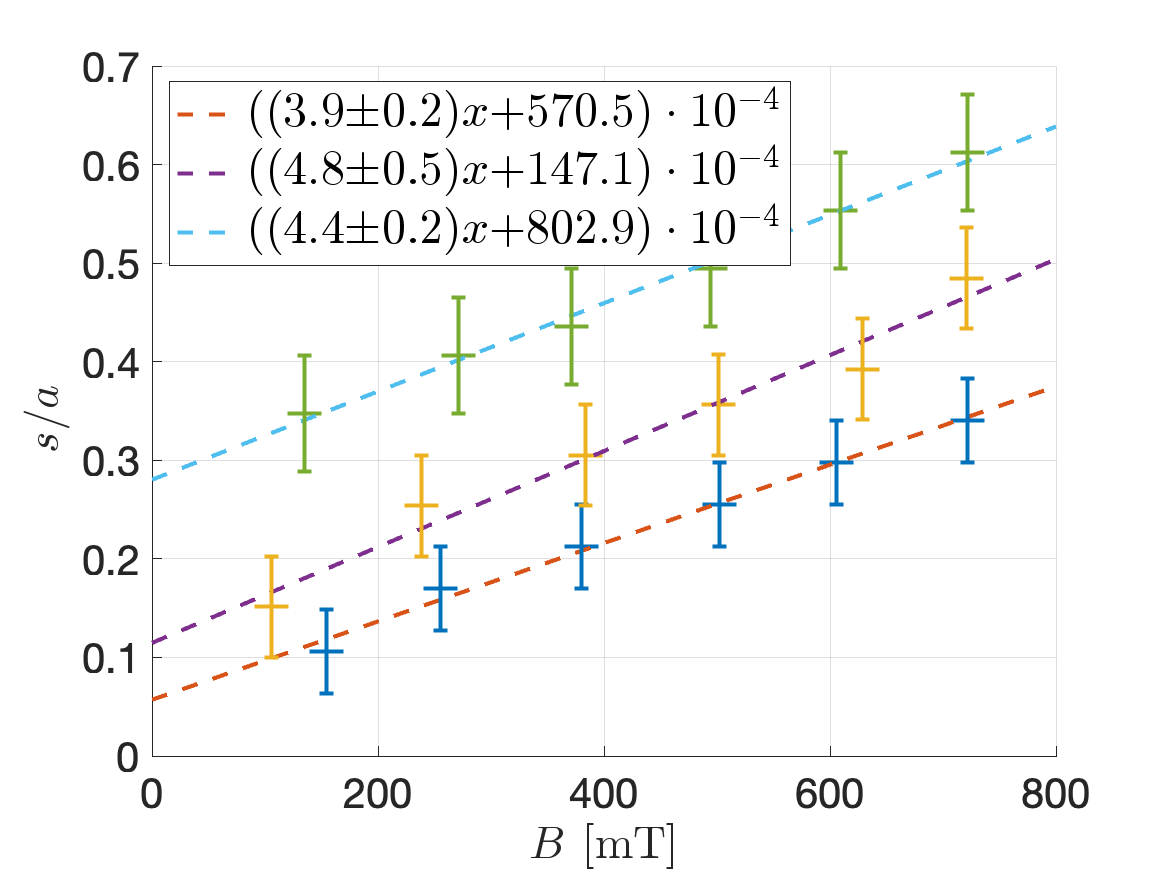 0.7
0.6
0.5
0.4
0.3
0.2
0.1
0
s/a
((3.9±0.2)x+570.5) · 10⁻⁴
((4.8±0.5)x+147.1) · 10⁻⁴
((4.4±0.2)x+802.9) · 10⁻⁴
0 200 400 600 800
B [mT]